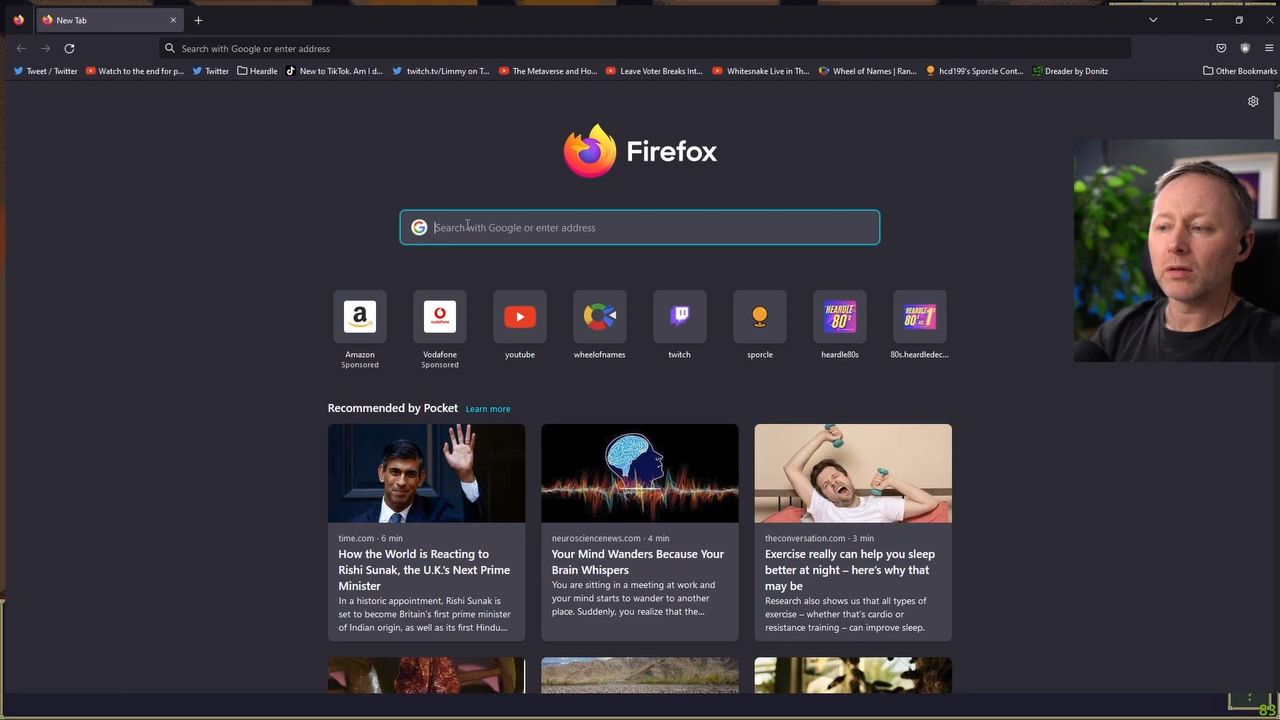 New Tab
Search with Google or enter address
Tweet / Twitter
Watch to the end for p...
Twitter
Heardle
New to TikTok. Am I d...
twitch.tv/Limmy on T...
The Metaverse and Ho...
Leave Voter Breaks Int...
Whitesnake Live in Th...
Wheel of Names | Ran...
hcd199's Sporcle Cont...
Dreader by Donitz
Other Bookmarks
Firefox
Search with Google or enter address
HEARDLE
80's
HEARDLE
80's
Amazon
Sponsored
Vodafone
Sponsored
youtube
wheelofnames
twitch
sporcle
heardle80s
80s.heardledec...
Recommended by Pocket
Learn more
time.com · 6 min
How the World is Reacting to
Rishi Sunak, the U.K.'s Next Prime
Minister
In a historic appointment, Rishi Sunak is
set to become Britain's first prime minister
of Indian origin, as well as its first Hindu...
neurosciencenews.com · 4 min
Your Mind Wanders Because Your
Brain Whispers
You are sitting in a meeting at work and
your mind starts to wander to another
place. Suddenly, you realize that the...
theconversation.com · 3 min
Exercise really can help you sleep
better at night – here's why that
may be
Research also shows us that all types of
exercise – whether that's cardio or
resistance training – can improve sleep.
83